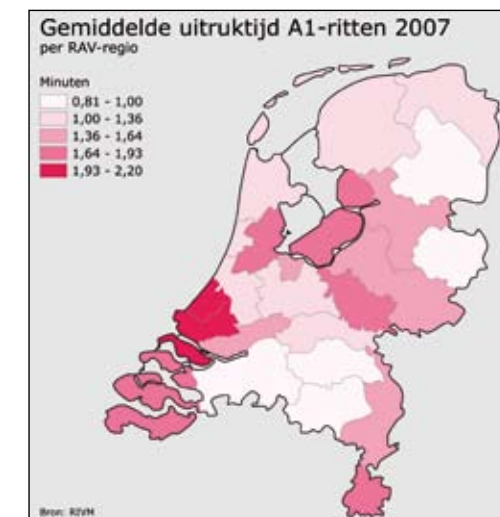 Gemiddelde uitruktijd A1-ritten 2007
per RAV-regio
Minuten
0,81 - 1,00
1,00 - 1,36
1,36 - 1,64
1,64 - 1,93
1,93 - 2,20
Bron: RIVM